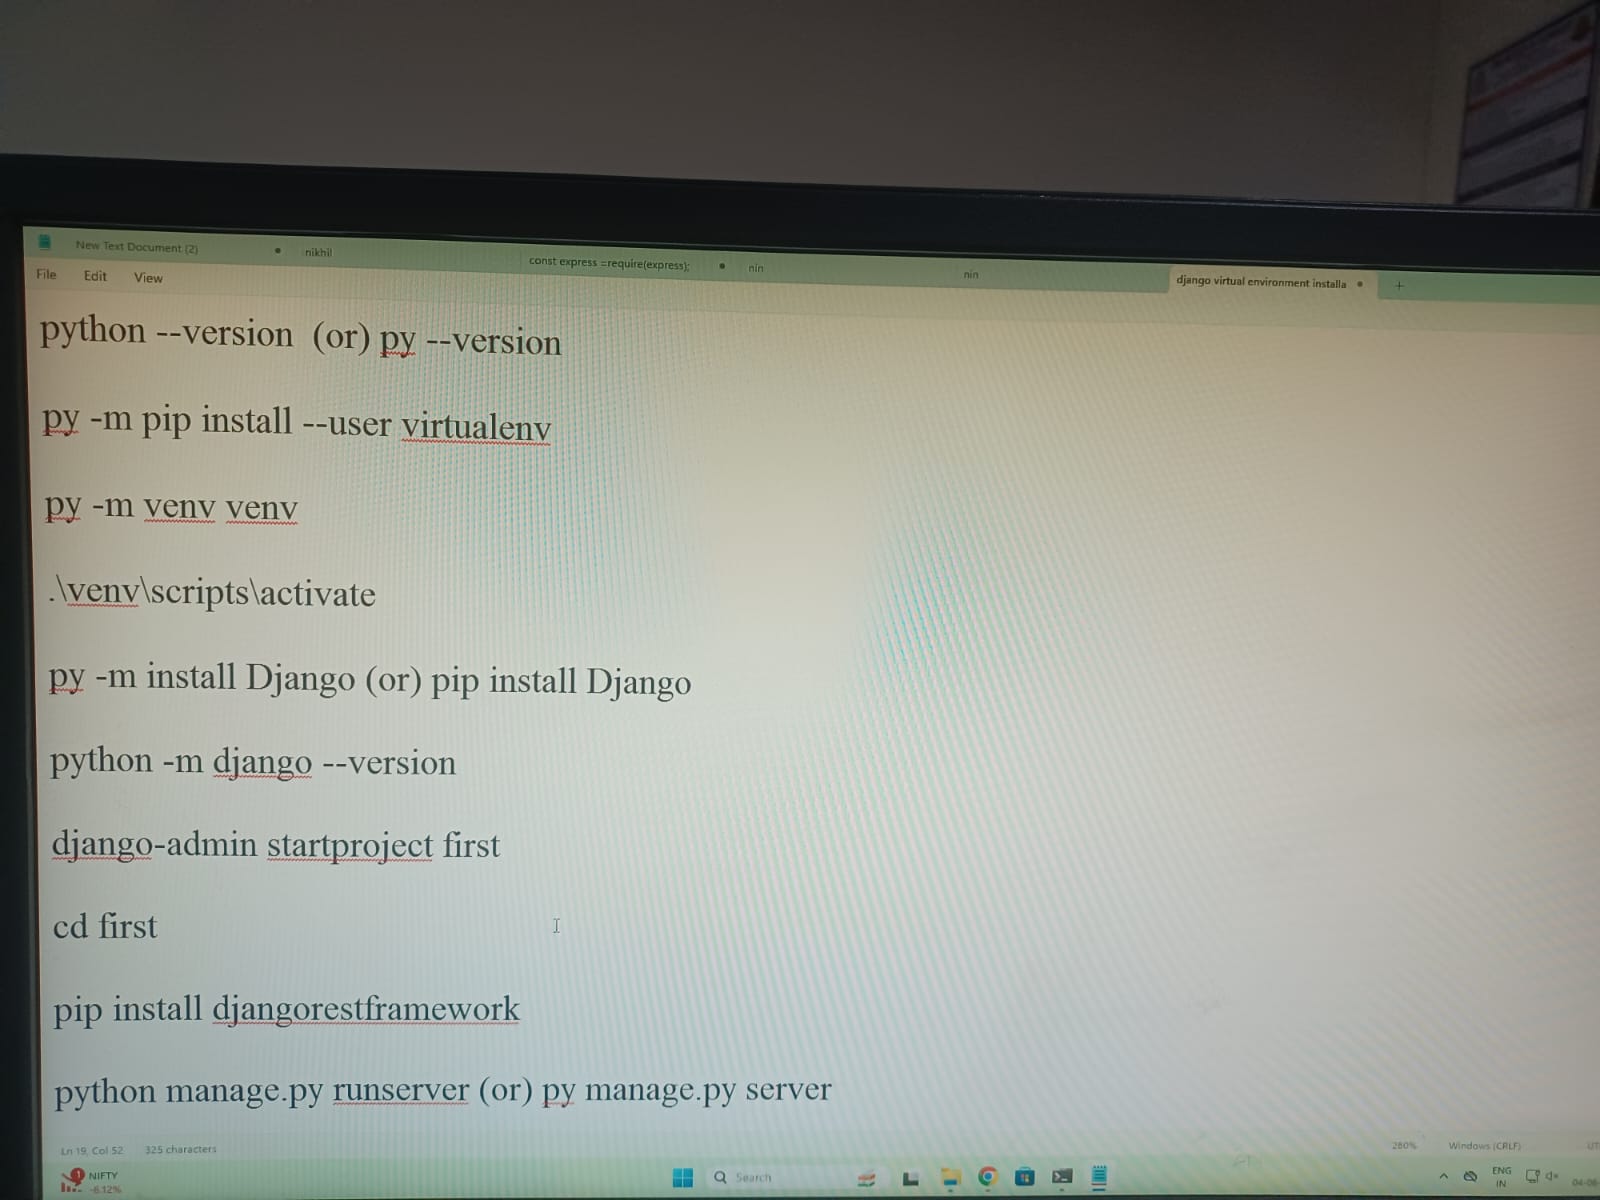 New Text Document (2)
nikhil
const express =require(express);
nin
nin
django virtual environment installa
File Edit View
python --version (or) py --version
py -m pip install --user virtualenv
py -m venv venv
.\venv\scripts\activate
py -m install Django (or) pip install Django
python -m django --version
django-admin startproject first
cd first
pip install djangorestframework
python manage.py runserver (or) py manage.py server
Ln 19, Col 52 325 characters
280% Windows (CRLF)
NIFTY
-6.12%
Search
ENG
IN